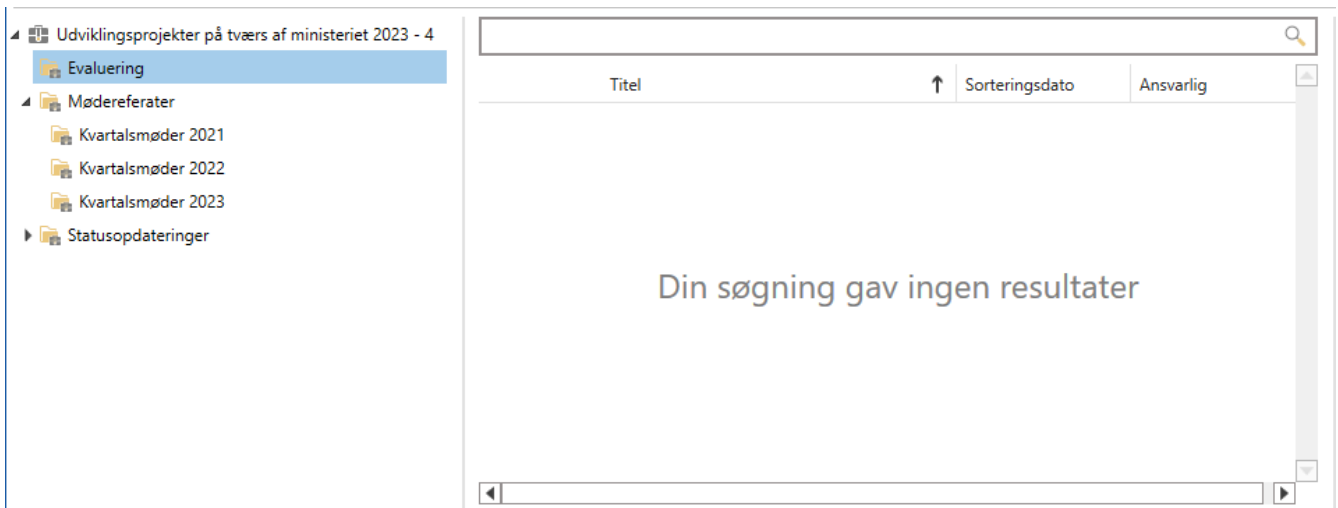 Udviklingsprojekter på tværs af ministeriet 2023 - 4
Evaluering
Mødereferater
Kvartalsmøder 2021
Kvartalsmøder 2022
Kvartalsmøder 2023
Statusopdateringer
Titel Sorteringsdato Ansvarlig
Din søgning gav ingen resultater